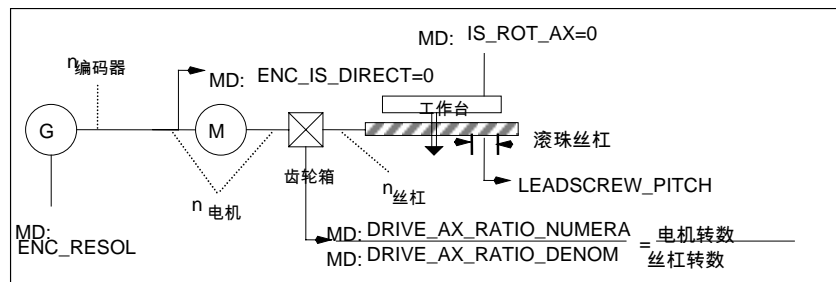 MD: IS_ROT_AX=0
n编码器
MD: ENC_IS_DIRECT=0
工作台
G
M
滚珠丝杠
齿轮箱
n丝杠
LEADSCREW_PITCH
n 电机
MD: ENC_RESOL
MD: DRIVE_AX_RATIO_NUMERA = 电机转数
MD: DRIVE_AX_RATIO_DENOM 丝杠转数